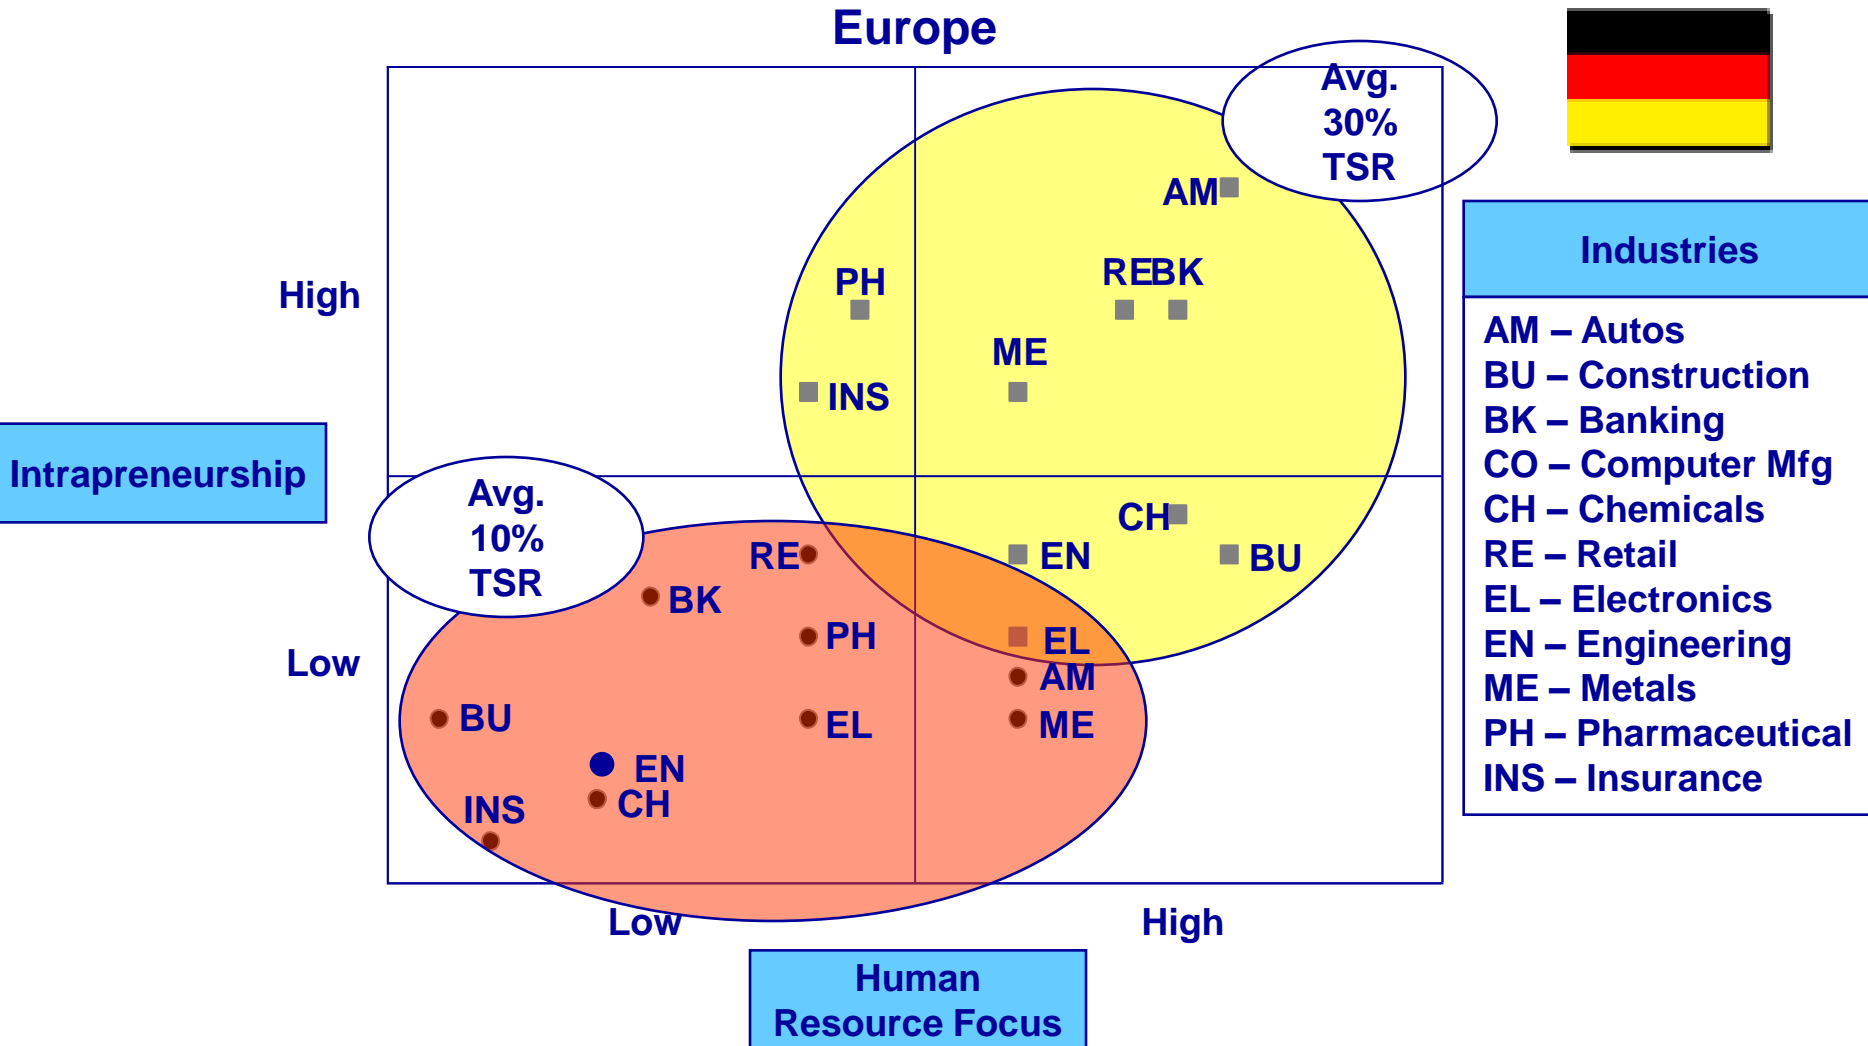 Europe
Avg.
30%
TSR
AM
PH
REBK
High
ME
INS
Intrapreneurship
Avg.
10%
TSR
CH
RE
EN
BU
BK
PH
EL
Low
AM
BU
EL
ME
EN
CH
INS
Low
High
Human
Resource Focus
Industries
AM – Autos
BU – Construction
BK – Banking
CO – Computer Mfg
CH – Chemicals
RE – Retail
EL – Electronics
EN – Engineering
ME – Metals
PH – Pharmaceutical
INS – Insurance